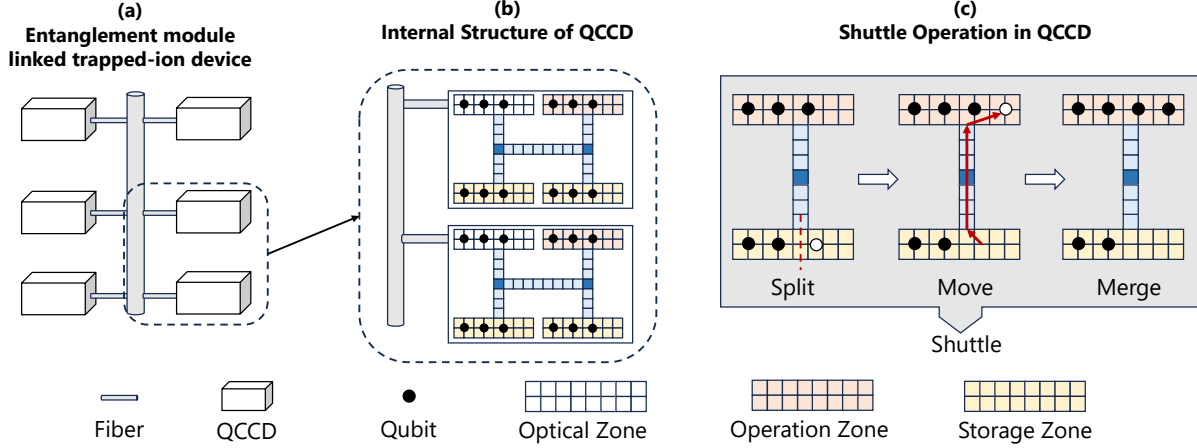 (a)
Entanglement module
linked trapped-ion device
(b)
Internal Structure of QCCD
(c)
Shuttle Operation in QCCD
Split
Move
Merge
Shuttle
Fiber
QCCD
Qubit
Optical Zone
Operation Zone
Storage Zone